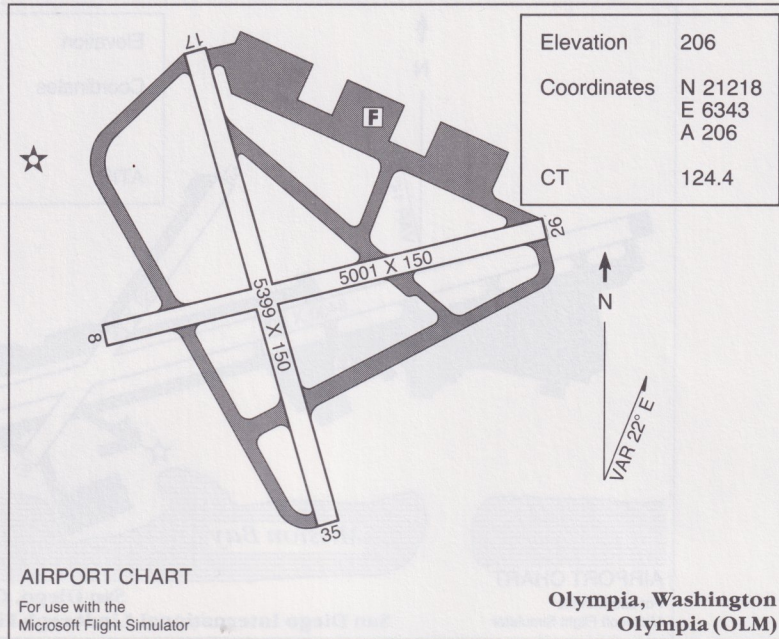 17
Elevation 206
Coordinates N 21218
E 6343
A 206
CT 124.4
F
26
5001 X 150
5399 X 150
8
N
VAR 22° E
35
AIRPORT CHART
For use with the
Microsoft Flight Simulator
Olympia, Washington
Olympia (OLM)